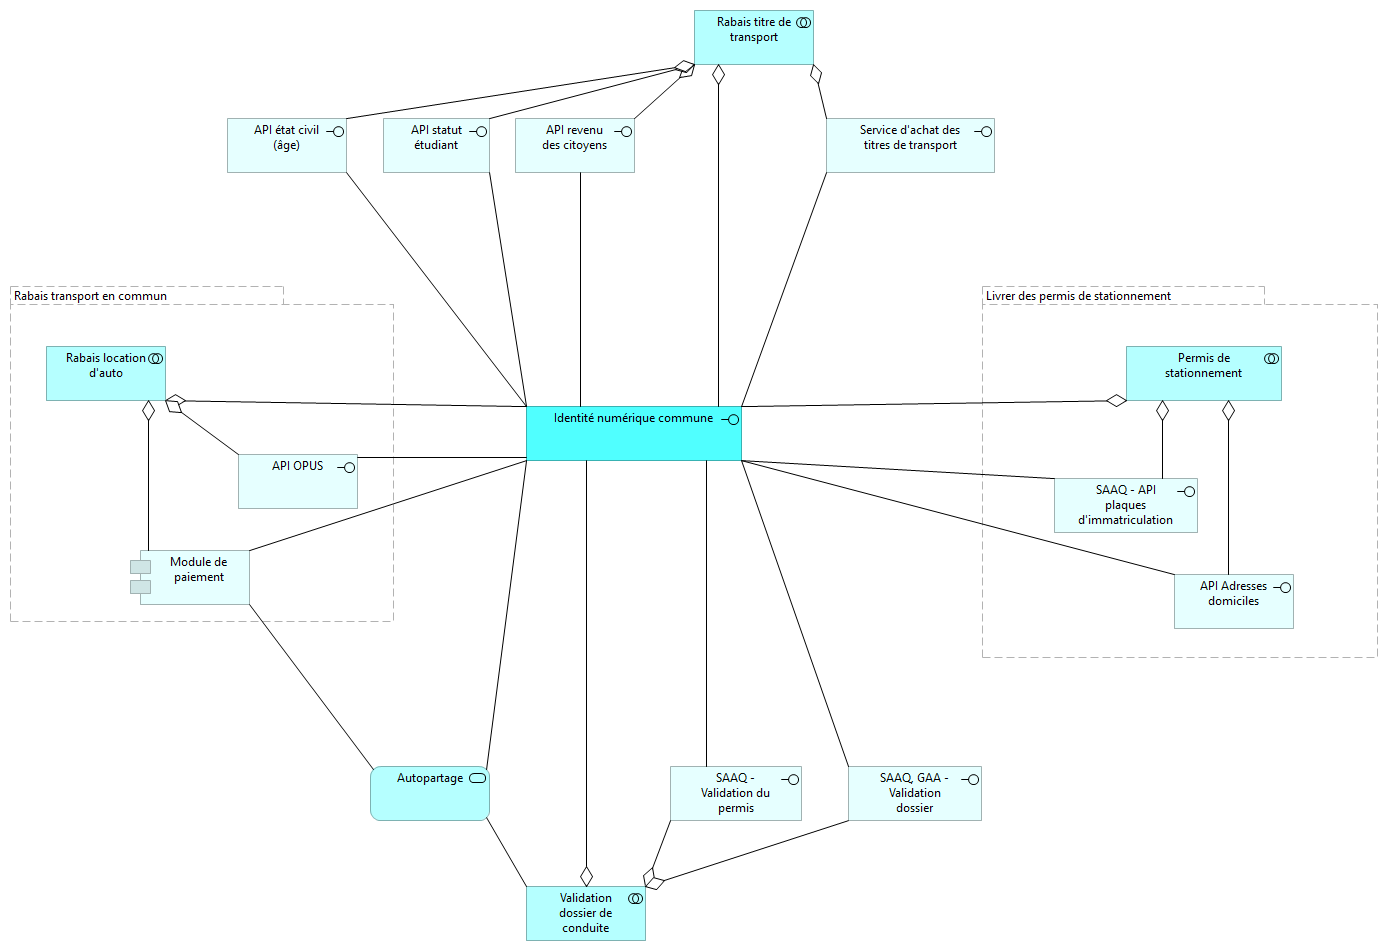 Rabais titre de
transport
API état civil
(âge)
API statut
étudiant
API revenu
des citoyens
Service d'achat des
titres de transport
Rabais transport en commun
Livrer des permis de stationnement
Rabais location
d'auto
Permis de
stationnement
Identité numérique commune
API OPUS
SAAQ - API
plaques
d'immatriculation
Module de
paiement
API Adresses
domiciles
Autopartage
SAAQ -
Validation du
permis
SAAQ, GAA -
Validation
dossier
Validation
dossier de
conduite